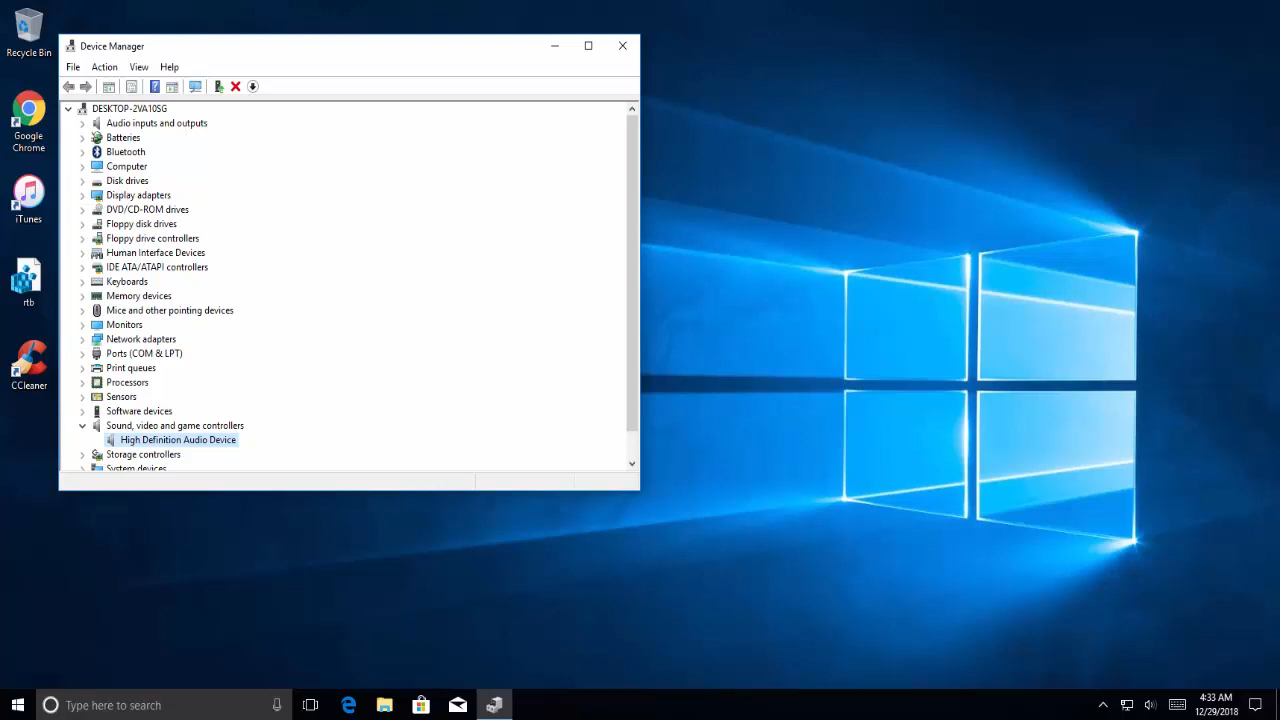 Recycle Bin
Google
Chrome
iTunes
rtb
CCleaner
Device Manager
File Action View Help
DESKTOP-2VA10SG
Audio inputs and outputs
Batteries
Bluetooth
Computer
Disk drives
Display adapters
DVD/CD-ROM drives
Floppy disk drives
Floppy drive controllers
Human Interface Devices
IDE ATA/ATAPI controllers
Keyboards
Memory devices
Mice and other pointing devices
Monitors
Network adapters
Ports (COM & LPT)
Print queues
Processors
Sensors
Software devices
Sound, video and game controllers
High Definition Audio Device
Storage controllers
System devices
Type here to search
4:33 AM
12/29/2018